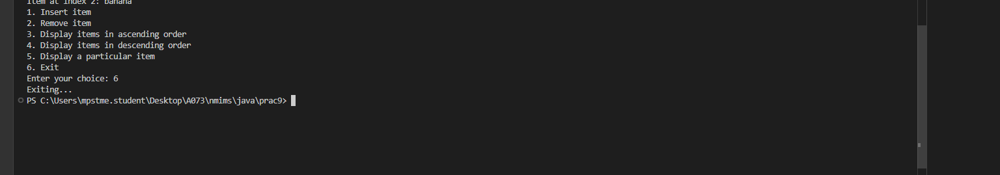 Item at index 2: banana
1. Insert item
2. Remove item
3. Display items in ascending order
4. Display items in descending order
5. Display a particular item
6. Exit
Enter your choice: 6
Exiting...
PS C:\Users\mpstme.student\Desktop\A073\nmims\java\prac9>